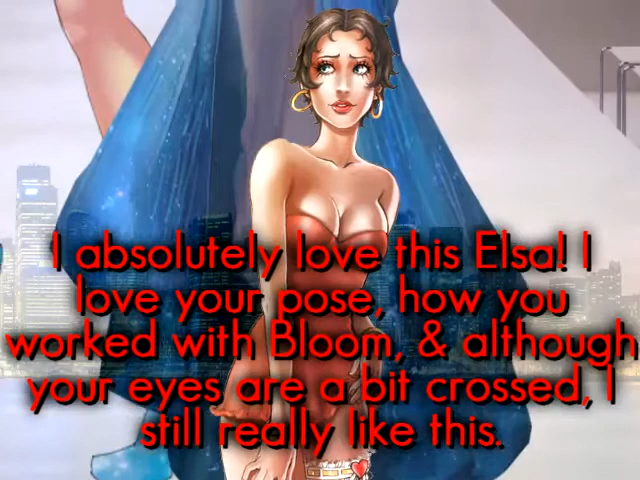 I absolutely love this Elsa! I
love your pose, how you
worked with Bloom, & although
your eyes are a bit crossed, I
still really like this.